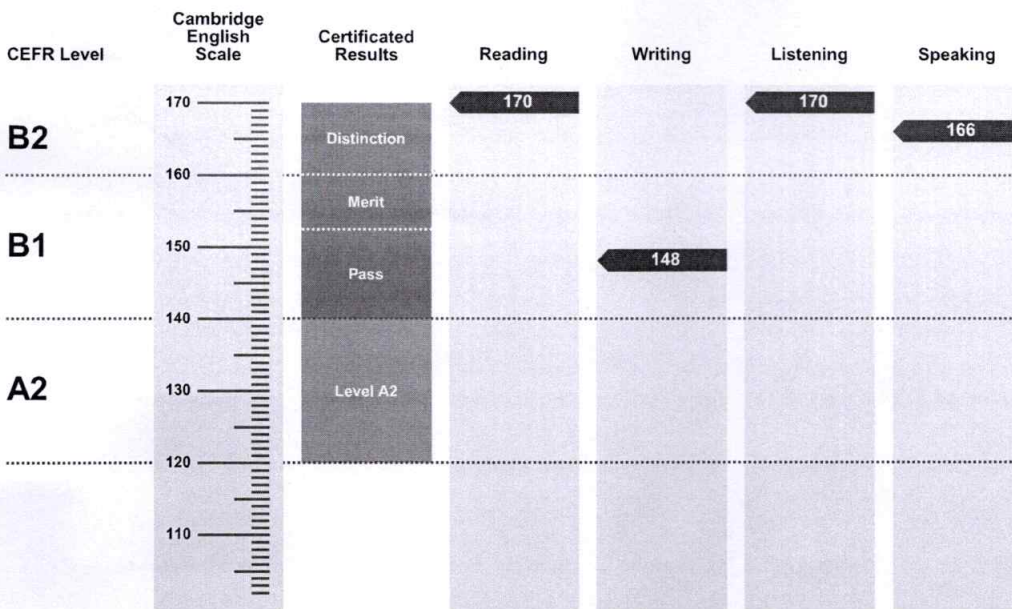 CEFR Level
Cambridge
English
Scale
Certificated
Results
Reading
Writing
Listening
Speaking
B2
B1
A2
170
160
150
140
130
120
110
Distinction
Merit
Pass
Level A2
170
148
170
166